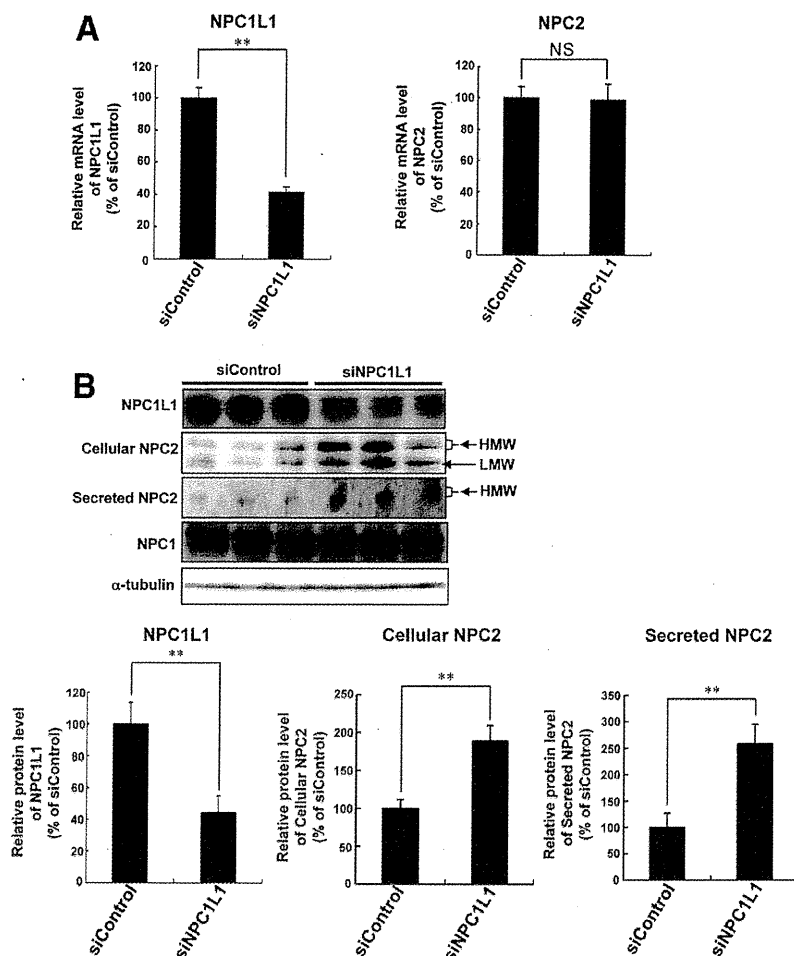 A
NPC1L1
**
Relative mRNA level
of NPC1L1
(% of siControl)
120
100
80
60
40
20
0
siControl
siNPC1L1
NPC2
NS
Relative mRNA level
of NPC2
(% of siControl)
120
100
80
60
40
20
0
siControl
siNPC1L1
B
siControl
siNPC1L1
NPC1L1
Cellular NPC2
HMW
LMW
Secreted NPC2
HMW
NPC1
α-tubulin
NPC1L1
**
Relative protein level
of NPC1L1
(% of siControl)
120
100
80
60
40
20
0
siControl
siNPC1L1
Cellular NPC2
**
Relative protein level
of Cellular NPC2
(% of siControl)
250
200
150
100
50
0
siControl
siNPC1L1
Secreted NPC2
**
Relative protein level
of Secreted NPC2
(% of siControl)
350
300
250
200
150
100
50
0
siControl
siNPC1L1